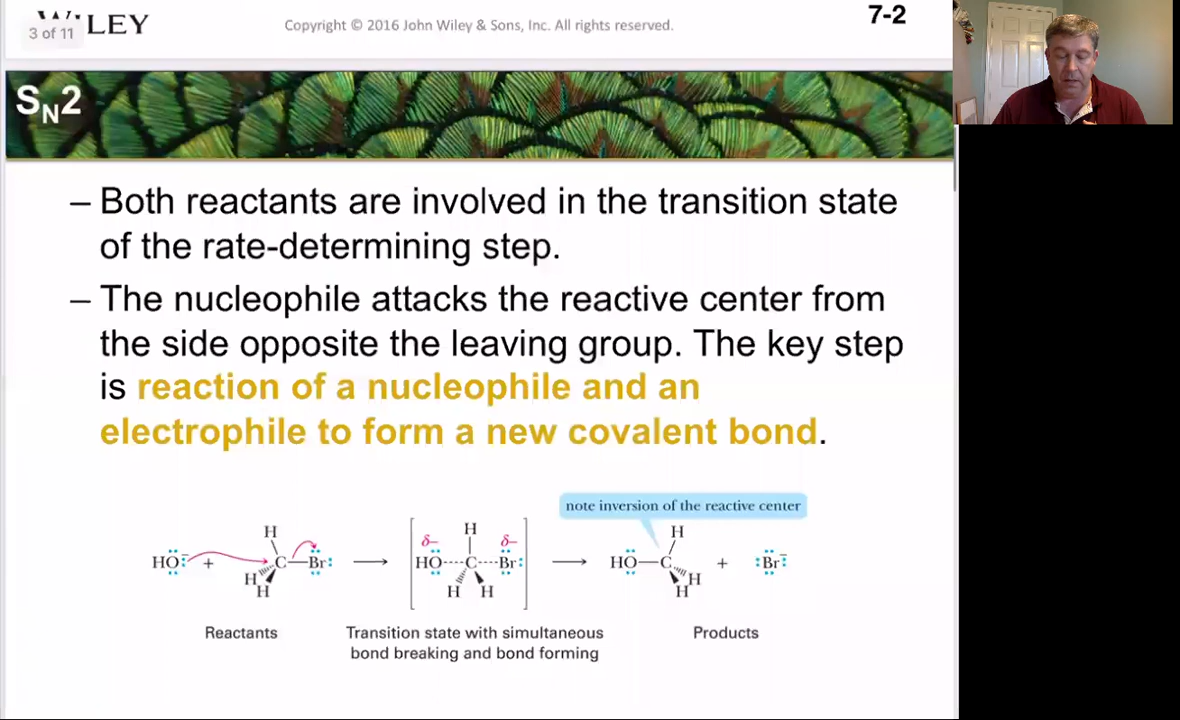 WILEY
3 of 11
Copyright © 2016 John Wiley & Sons, Inc. All rights reserved.
7-2
SN2
– Both reactants are involved in the transition state
of the rate-determining step.
– The nucleophile attacks the reactive center from
the side opposite the leaving group. The key step
is reaction of a nucleophile and an
electrophile to form a new covalent bond.
note inversion of the reactive center
H δ– H δ– H
HO:– + C—Br: ⟶ HO----C----Br: ⟶ HO—C + :Br:–
H H H H H
H H
Reactants
Transition state with simultaneous
bond breaking and bond forming
Products